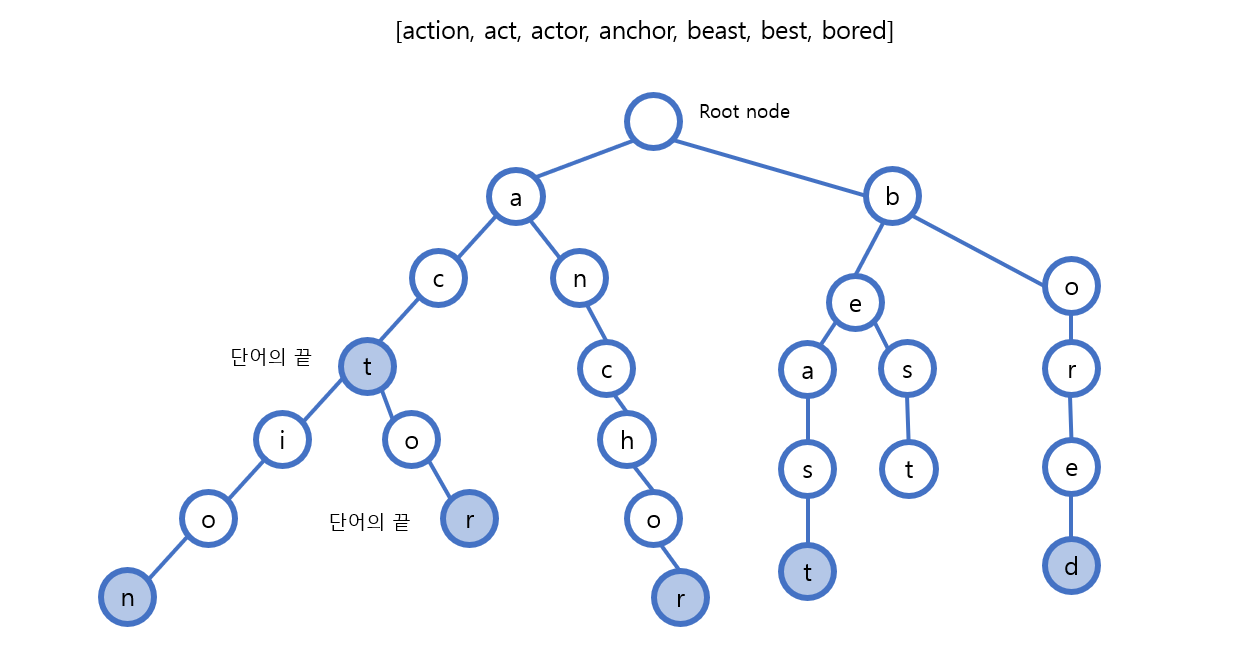 [action, act, actor, anchor, beast, best, bored]
Root node
a
b
c
n
e
o
단어의 끝
t
c
a
s
r
i
o
h
s
t
e
o
단어의 끝
r
o
t
d
n
r